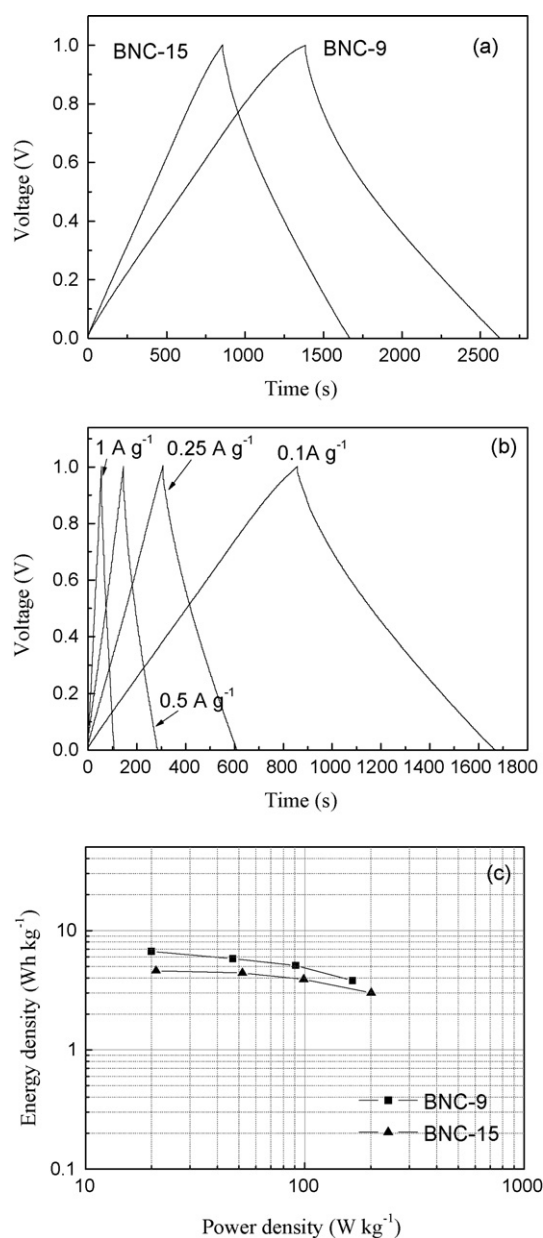 (a)
BNC-15
BNC-9
1.0
0.8
0.6
0.4
0.2
0.0
Voltage (V)
0 500 1000 1500 2000 2500
Time (s)
(b)
1 A g⁻¹
0.25 A g⁻¹
0.1A g⁻¹
0.5 A g⁻¹
1.0
0.8
0.6
0.4
0.2
0.0
Voltage (V)
0 200 400 600 800 1000 1200 1400 1600 1800
Time (s)
(c)
10
1
0.1
Energy density (Wh kg⁻¹)
BNC-9
BNC-15
10 100 1000
Power density (W kg⁻¹)